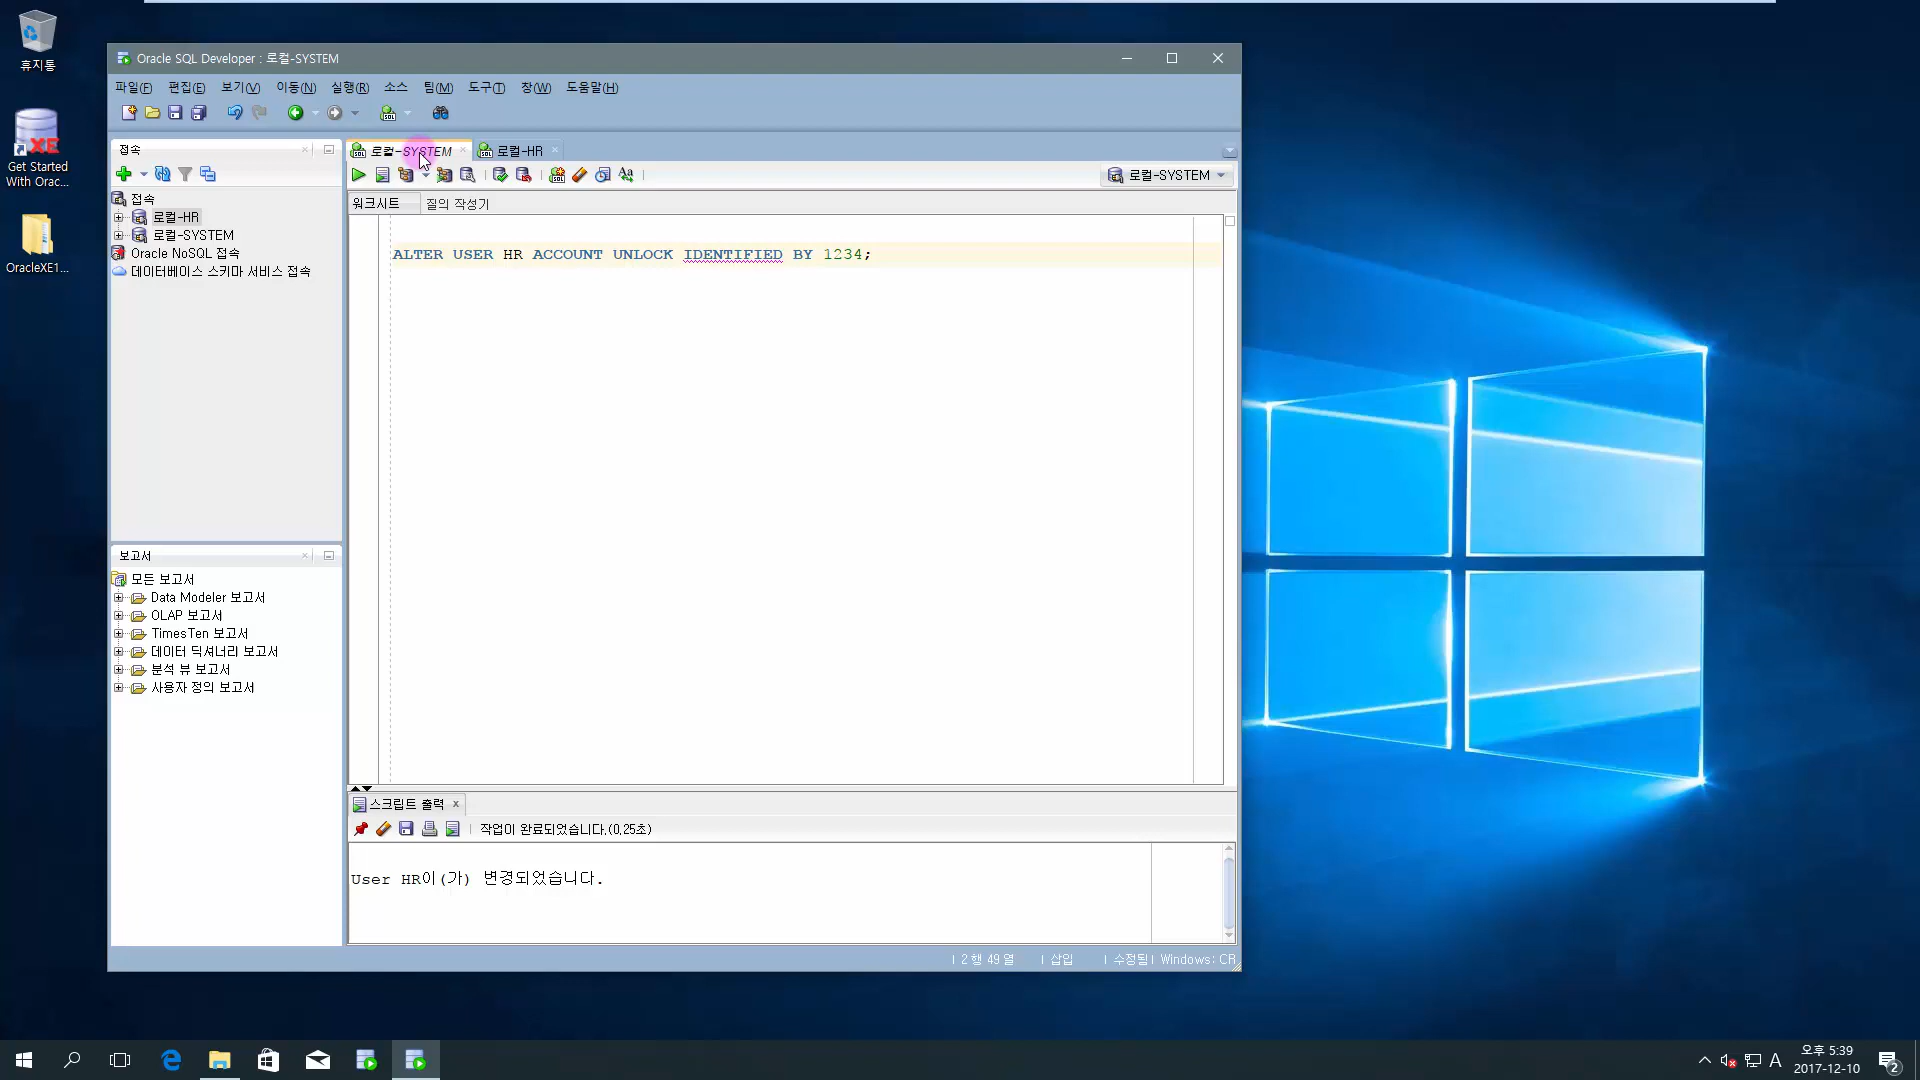 휴지통
XE
Get Started
With Orac...
OracleXE1...
Oracle SQL Developer : 로컬-SYSTEM
파일(F) 편집(E) 보기(V) 이동(N) 실행(R) 소스 팀(M) 도구(T) 창(W) 도움말(H)
접속
로컬-SYSTEM 로컬-HR
로컬-SYSTEM
접속
로컬-HR
로컬-SYSTEM
Oracle NoSQL 접속
데이터베이스 스키마 서비스 접속
워크시트 질의 작성기
ALTER USER HR ACCOUNT UNLOCK IDENTIFIED BY 1234;
보고서
모든 보고서
Data Modeler 보고서
OLAP 보고서
TimesTen 보고서
데이터 딕셔너리 보고서
분석 뷰 보고서
사용자 정의 보고서
스크립트 출력
작업이 완료되었습니다.(0,25초)
User HR이(가) 변경되었습니다.
2 행 49 열 삽입 수정됨 Windows: CR
A
오후 5:39
2017-12-10
2